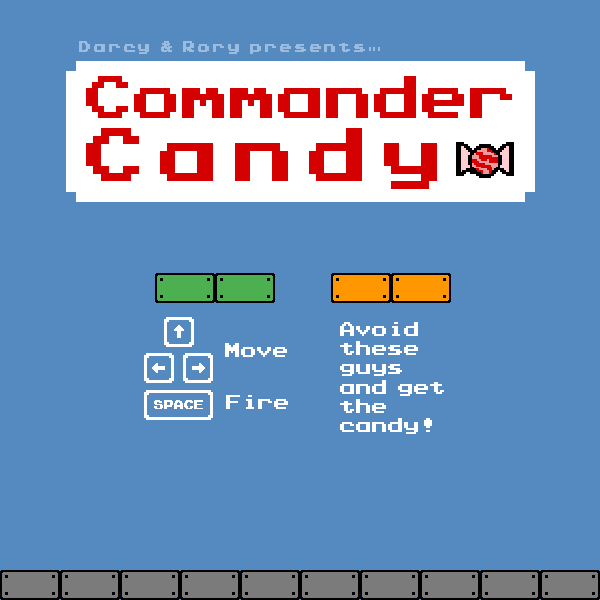 Darcy & Rory presents...
Commander
Candy
Move
SPACE
Fire
Avoid
these
guys
and get
the
candy!